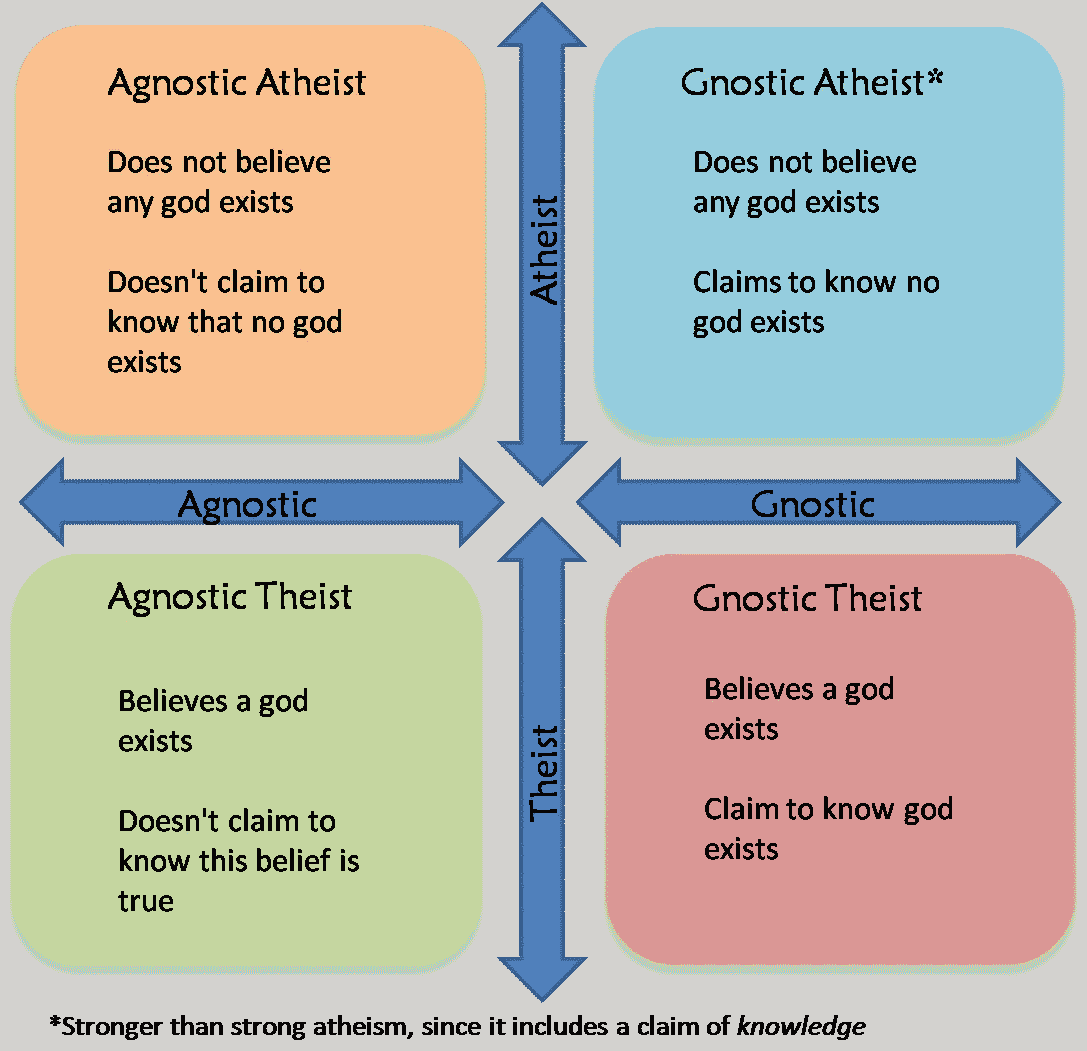 Agnostic Atheist
Does not believe
any god exists
Doesn't claim to
know that no god
exists
Gnostic Atheist*
Does not believe
any god exists
Claims to know no
god exists
Atheist
Agnostic
Gnostic
Agnostic Theist
Believes a god
exists
Doesn't claim to
know this belief is
true
Gnostic Theist
Believes a god
exists
Claim to know god
exists
Theist
*Stronger than strong atheism, since it includes a claim of knowledge